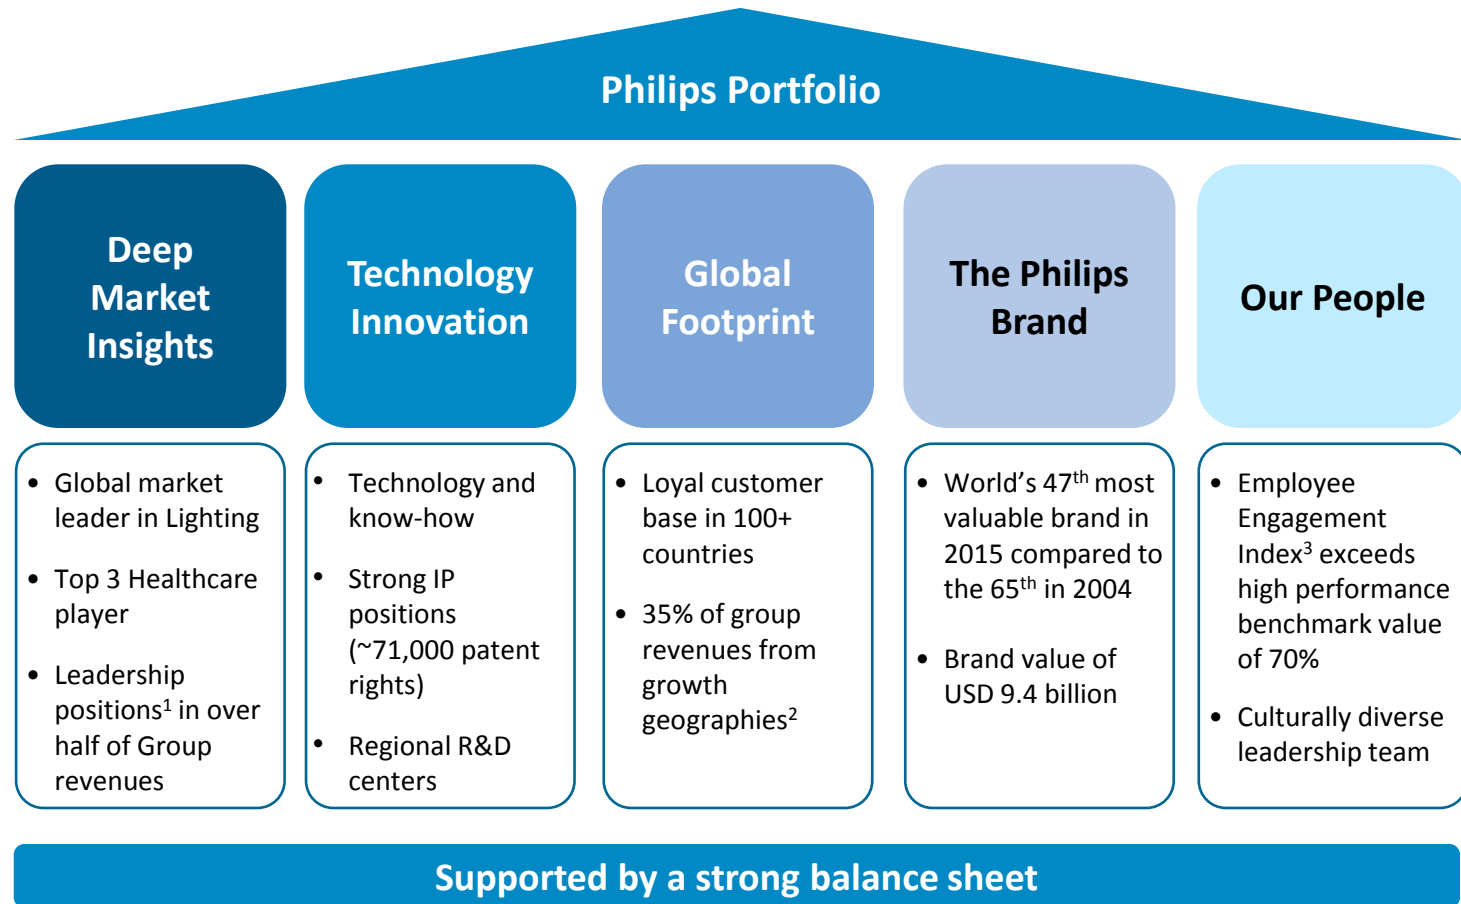 Philips Portfolio
Deep
Market
Insights
Technology
Innovation
Global
Footprint
The Philips
Brand
Our People
• Global market
leader in Lighting
• Top 3 Healthcare
player
• Leadership
positions¹ in over
half of Group
revenues
• Technology and
know-how
• Strong IP
positions
(~71,000 patent
rights)
• Regional R&D
centers
• Loyal customer
base in 100+
countries
• 35% of group
revenues from
growth
geographies²
• World’s 47th most
valuable brand in
2015 compared to
the 65th in 2004
• Brand value of
USD 9.4 billion
• Employee
Engagement
Index³ exceeds
high performance
benchmark value
of 70%
• Culturally diverse
leadership team
Supported by a strong balance sheet